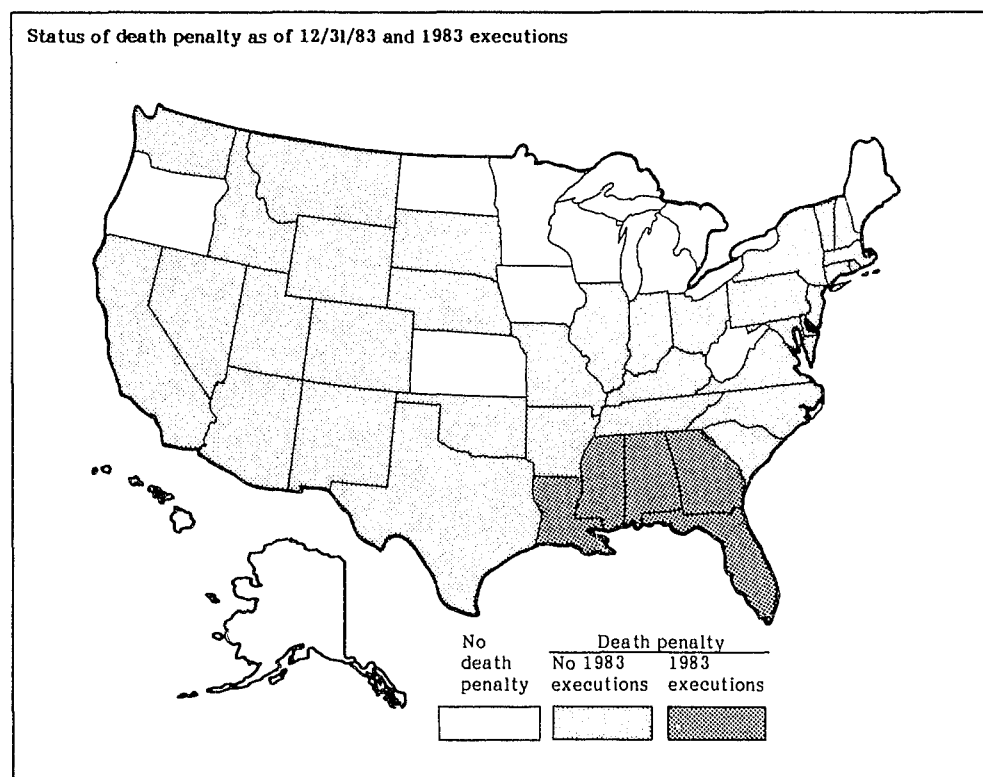 Status of death penalty as of 12/31/83 and 1983 executions
No
death
penalty
Death penalty
No 1983
executions
1983
executions